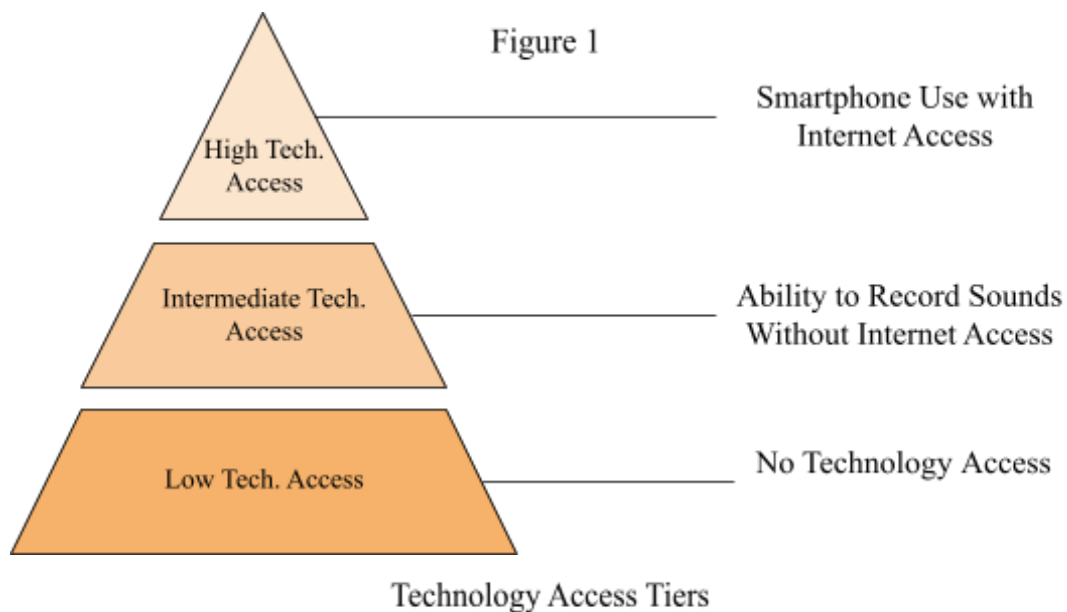 Figure 1
Smartphone Use with
Internet Access
High Tech.
Access
Intermediate Tech.
Access
Ability to Record Sounds
Without Internet Access
Low Tech. Access
No Technology Access
Technology Access Tiers